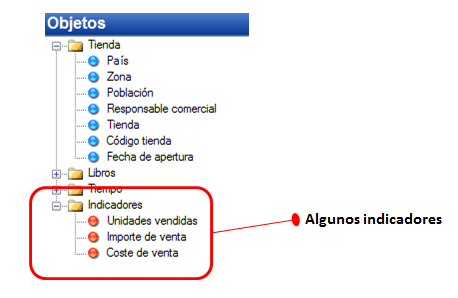 Objetos
Tienda
País
Zona
Población
Responsable comercial
Tienda
Código tienda
Fecha de apertura
Libros
Tiempo
Indicadores
Unidades vendidas
Importe de venta
Coste de venta
Algunos indicadores